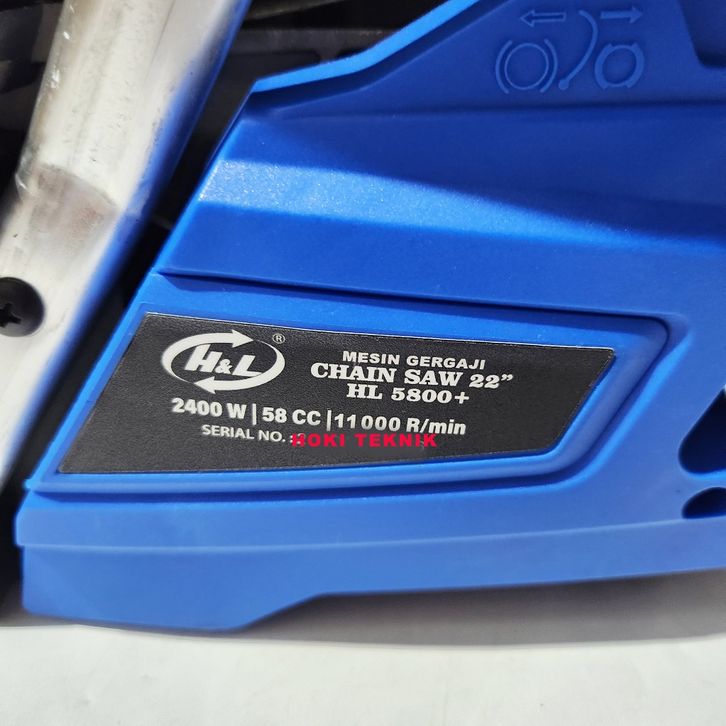 H&L ®
MESIN GERGAJI
CHAIN SAW 22”
HL 5800+
2400 W | 58 CC | 11000 R/min
SERIAL NO. :
HOKI TEKNIK